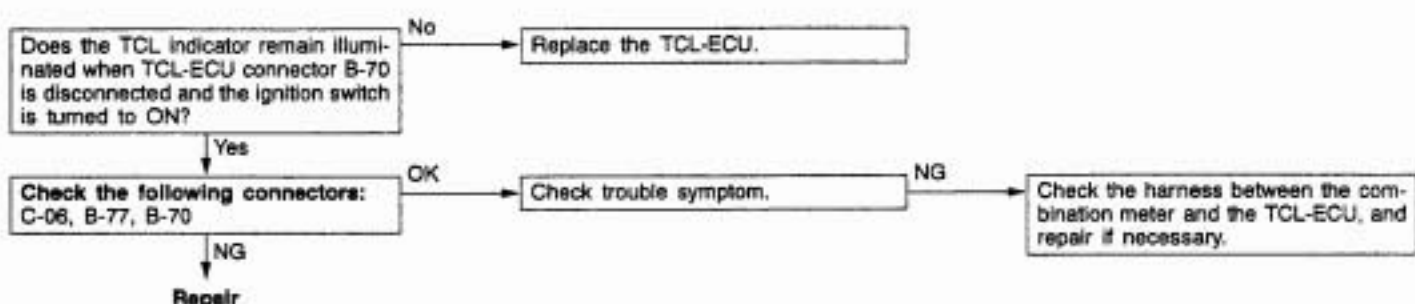 Does the TCL indicator remain illumi-
nated when TCL-ECU connector B-70
is disconnected and the ignition switch
is turned to ON?
No
Replace the TCL-ECU.
Yes
Check the following connectors:
C-06, B-77, B-70
OK
Check trouble symptom.
NG
Check the harness between the com-
bination meter and the TCL-ECU, and
repair if necessary.
NG
Repair